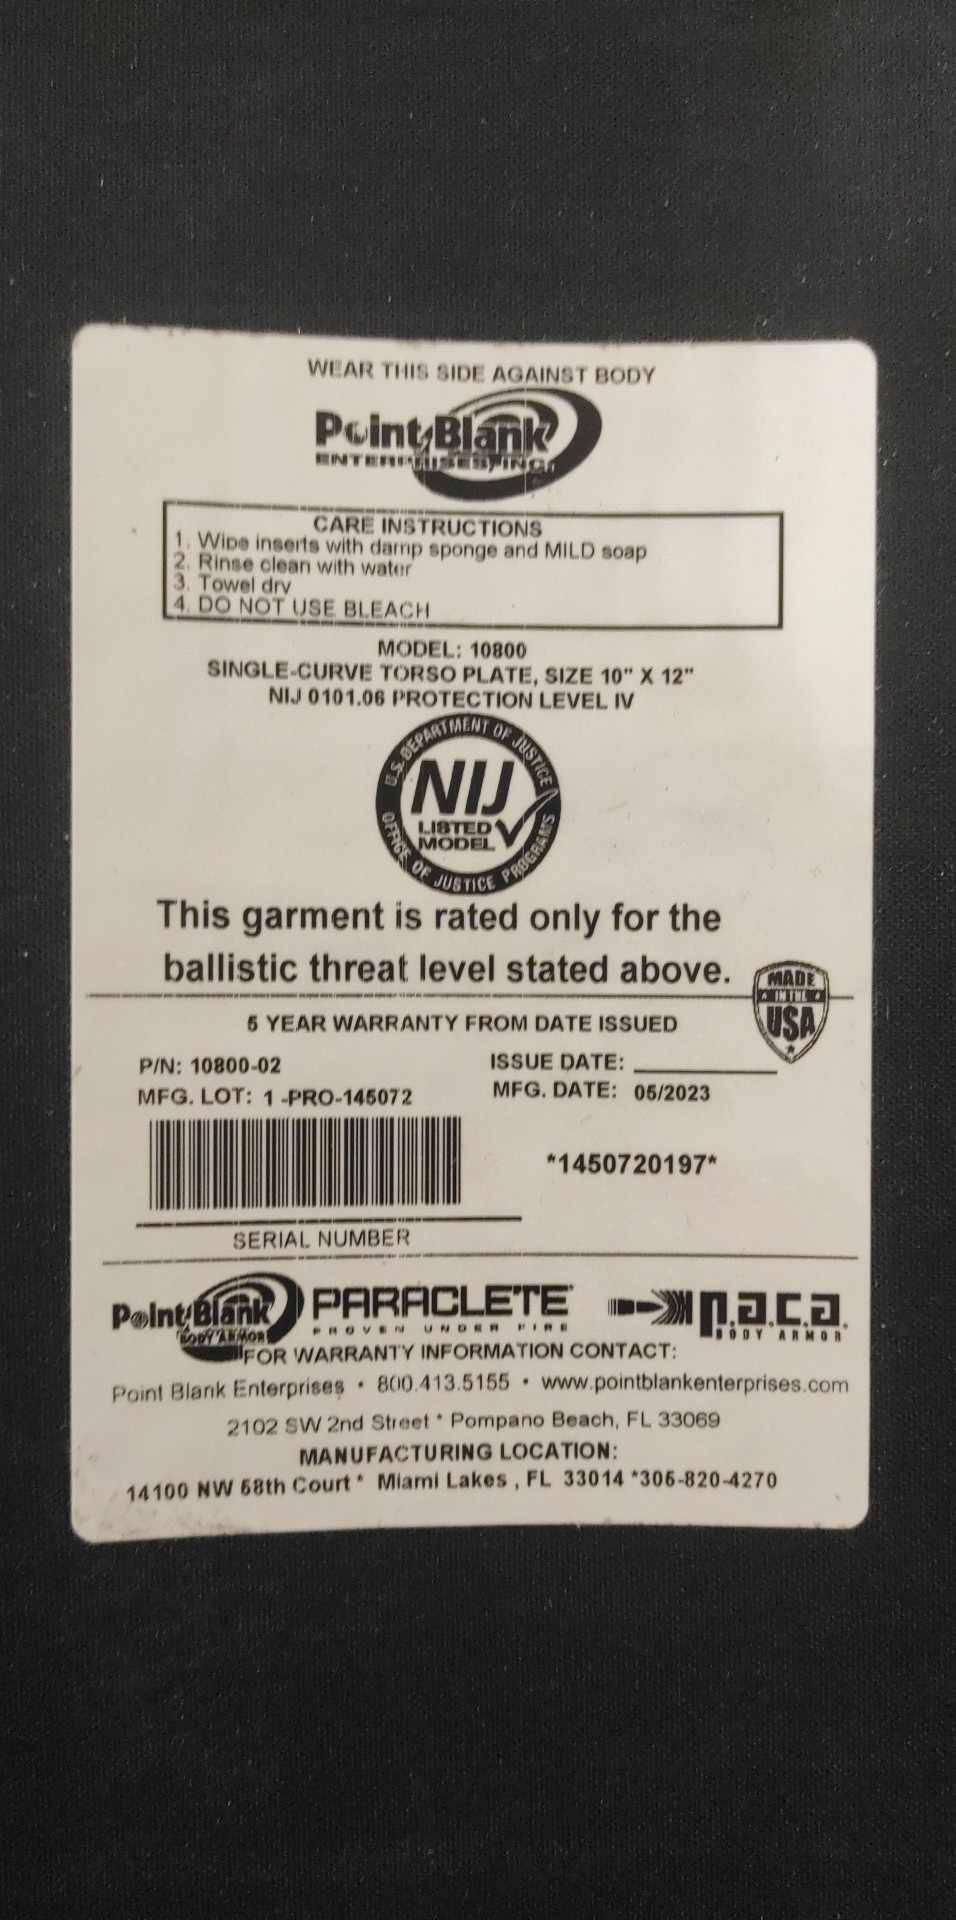 WEAR THIS SIDE AGAINST BODY
Point Blank
ENTERPRISES, INC.
CARE INSTRUCTIONS
1. Wipe inserts with damp sponge and MILD soap
2. Rinse clean with water
3. Towel dry
4. DO NOT USE BLEACH
MODEL: 10800
SINGLE-CURVE TORSO PLATE, SIZE 10" X 12"
NIJ 0101.06 PROTECTION LEVEL IV
U.S. DEPARTMENT OF JUSTICE
NIJ
LISTED
MODEL
OFFICE OF JUSTICE PROGRAMS
This garment is rated only for the
ballistic threat level stated above.
MADE
IN THE
USA
5 YEAR WARRANTY FROM DATE ISSUED
P/N: 10800-02
ISSUE DATE:
MFG. LOT: 1 -PRO-145072
MFG. DATE: 05/2023
*1450720197*
SERIAL NUMBER
Point Blank
BODY ARMOR
PARACLETE
PROVEN UNDER FIRE
p.a.c.a.
BODY ARMOR
FOR WARRANTY INFORMATION CONTACT:
Point Blank Enterprises • 800.413.5155 • www.pointblankenterprises.com
2102 SW 2nd Street * Pompano Beach, FL 33069
MANUFACTURING LOCATION:
14100 NW 58th Court * Miami Lakes , FL 33014 *305-820-4270